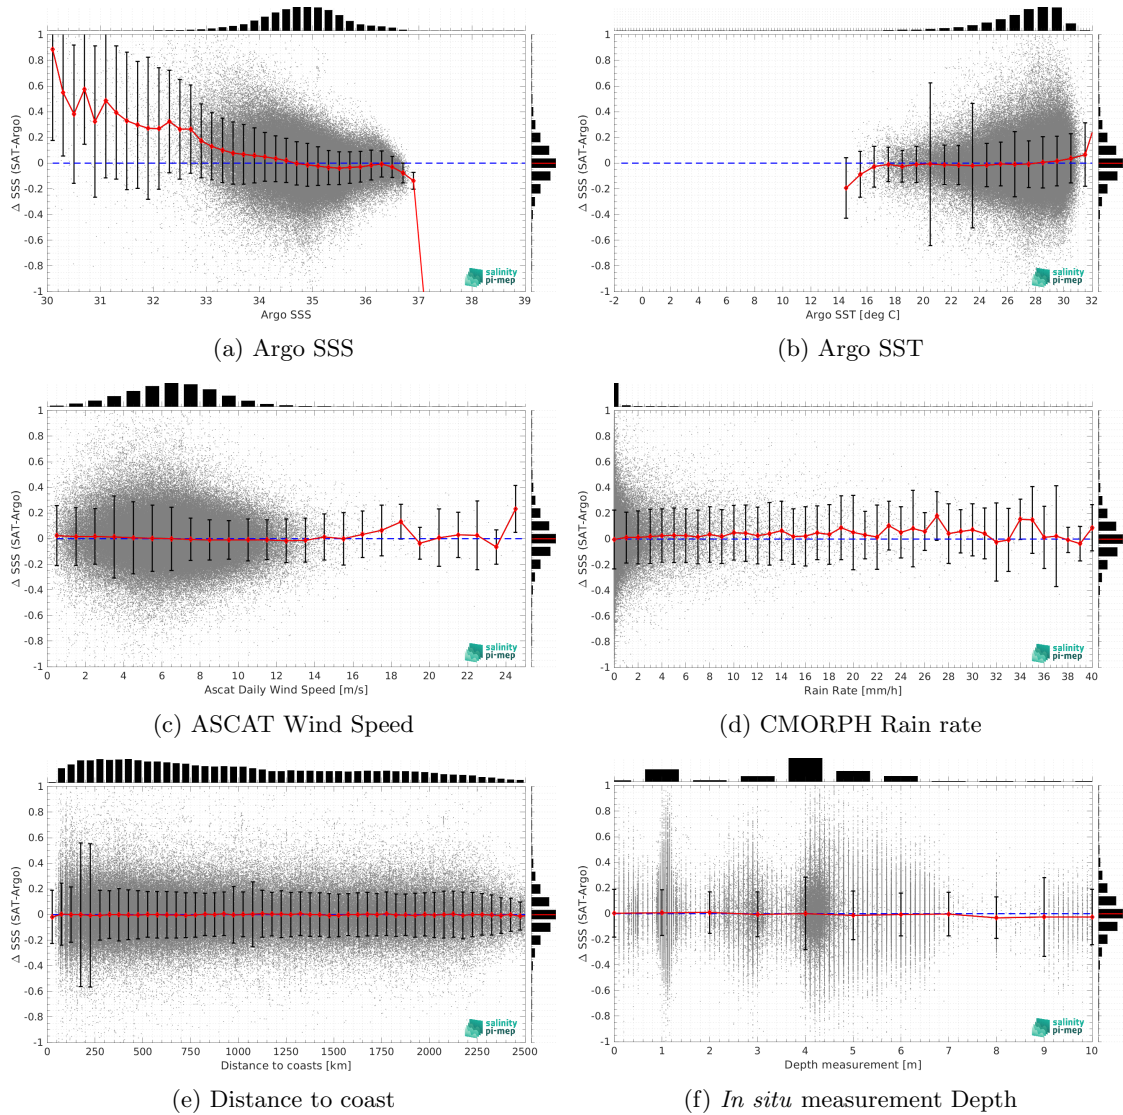 1
0.8
0.6
0.4
0.2
0
-0.2
-0.4
-0.6
-0.8
-1
Δ SSS (SAT-Argo)
30 31 32 33 34 35 36 37 38 39
Argo SSS
salinity
pi-mep
(a) Argo SSS
1
0.8
0.6
0.4
0.2
0
-0.2
-0.4
-0.6
-0.8
-1
Δ SSS (SAT-Argo)
-2 0 2 4 6 8 10 12 14 16 18 20 22 24 26 28 30 32
Argo SST [deg C]
salinity
pi-mep
(b) Argo SST
1
0.8
0.6
0.4
0.2
0
-0.2
-0.4
-0.6
-0.8
-1
Δ SSS (SAT-Argo)
0 2 4 6 8 10 12 14 16 18 20 22 24
Ascat Daily Wind Speed [m/s]
salinity
pi-mep
(c) ASCAT Wind Speed
1
0.8
0.6
0.4
0.2
0
-0.2
-0.4
-0.6
-0.8
-1
Δ SSS (SAT-Argo)
0 2 4 6 8 10 12 14 16 18 20 22 24 26 28 30 32 34 36 38 40
Rain Rate [mm/h]
salinity
pi-mep
(d) CMORPH Rain rate
1
0.8
0.6
0.4
0.2
0
-0.2
-0.4
-0.6
-0.8
-1
Δ SSS (SAT-Argo)
0 250 500 750 1000 1250 1500 1750 2000 2250 2500
Distance to coasts [km]
salinity
pi-mep
(e) Distance to coast
1
0.8
0.6
0.4
0.2
0
-0.2
-0.4
-0.6
-0.8
-1
Δ SSS (SAT-Argo)
0 1 2 3 4 5 6 7 8 9 10
Depth measurement [m]
salinity
pi-mep
(f) In situ measurement Depth